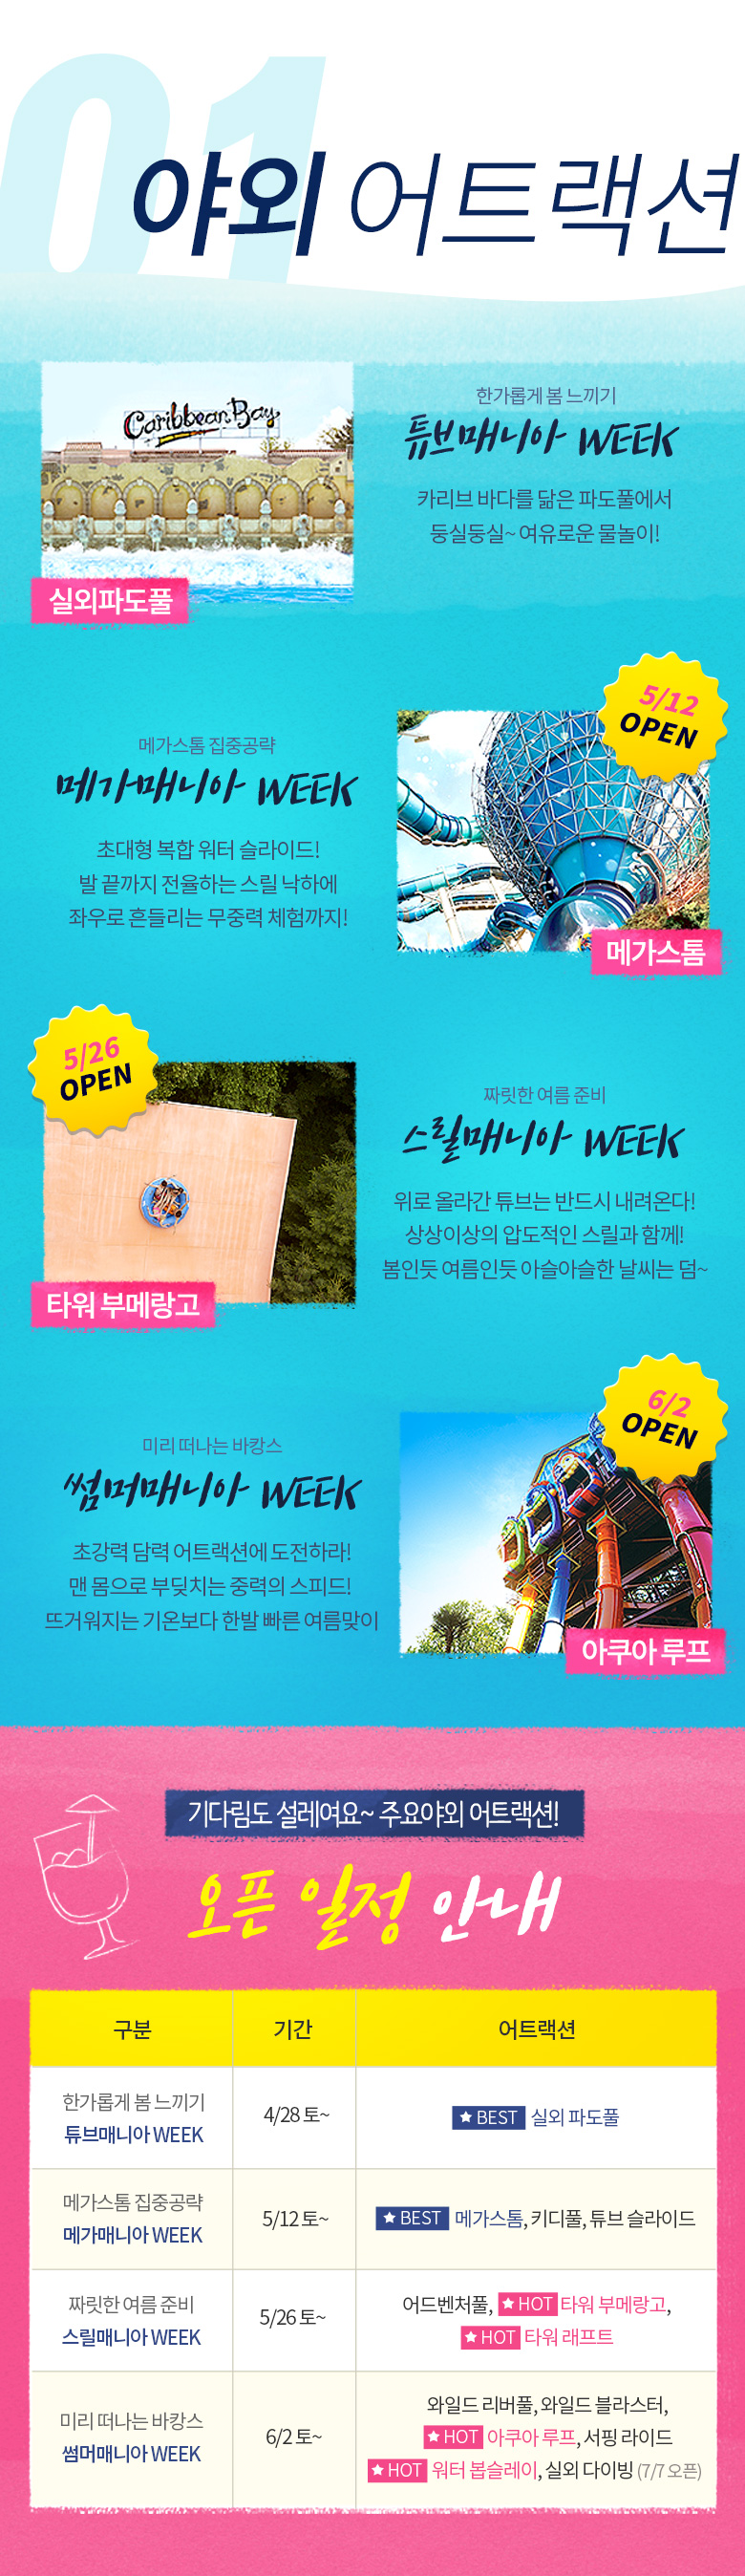 01
야외 어트랙션
Caribbean Bay
실외파도풀
한가롭게 봄 느끼기
튜브매니아 WEEK
카리브 바다를 닮은 파도풀에서
둥실둥실~ 여유로운 물놀이!
메가스톰 집중공략
메가매니아 WEEK
초대형 복합 워터 슬라이드!
발 끝까지 전율하는 스릴 낙하에
좌우로 흔들리는 무중력 체험까지!
5/12
OPEN
메가스톰
5/26
OPEN
타워 부메랑고
짜릿한 여름 준비
스릴매니아 WEEK
위로 올라간 튜브는 반드시 내려온다!
상상이상의 압도적인 스릴과 함께!
봄인듯 여름인듯 아슬아슬한 날씨는 덤~
미리 떠나는 바캉스
썸머매니아 WEEK
초강력 담력 어트랙션에 도전하라!
맨 몸으로 부딪치는 중력의 스피드!
뜨거워지는 기온보다 한발 빠른 여름맞이
6/2
OPEN
아쿠아 루프
기다림도 설레여요~ 주요야외 어트랙션!
오픈 일정 안내
구분 기간 어트랙션
한가롭게 봄 느끼기
튜브매니아 WEEK
4/28 토~
★ BEST 실외 파도풀
메가스톰 집중공략
메가매니아 WEEK
5/12 토~
★ BEST 메가스톰, 키디풀, 튜브 슬라이드
짜릿한 여름 준비
스릴매니아 WEEK
5/26 토~
어드벤처풀, ★ HOT 타워 부메랑고,
★ HOT 타워 래프트
미리 떠나는 바캉스
썸머매니아 WEEK
6/2 토~
와일드 리버풀, 와일드 블라스터,
★ HOT 아쿠아 루프, 서핑 라이드
★ HOT 워터 봅슬레이, 실외 다이빙 (7/7 오픈)